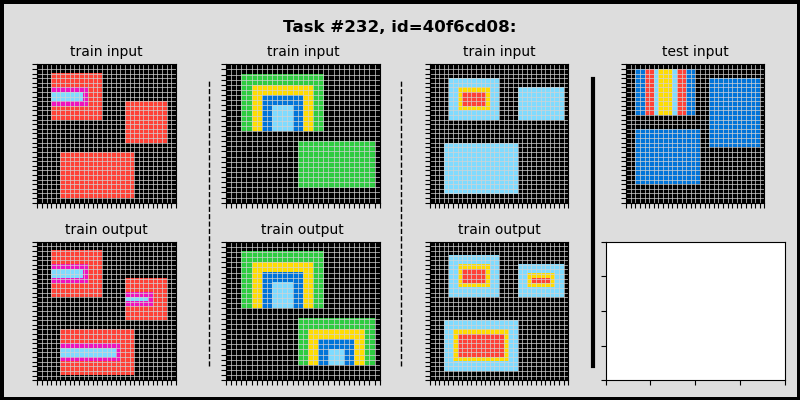 Task #232, id=40f6cd08:
train input
train input
train input
test input
train output
train output
train output